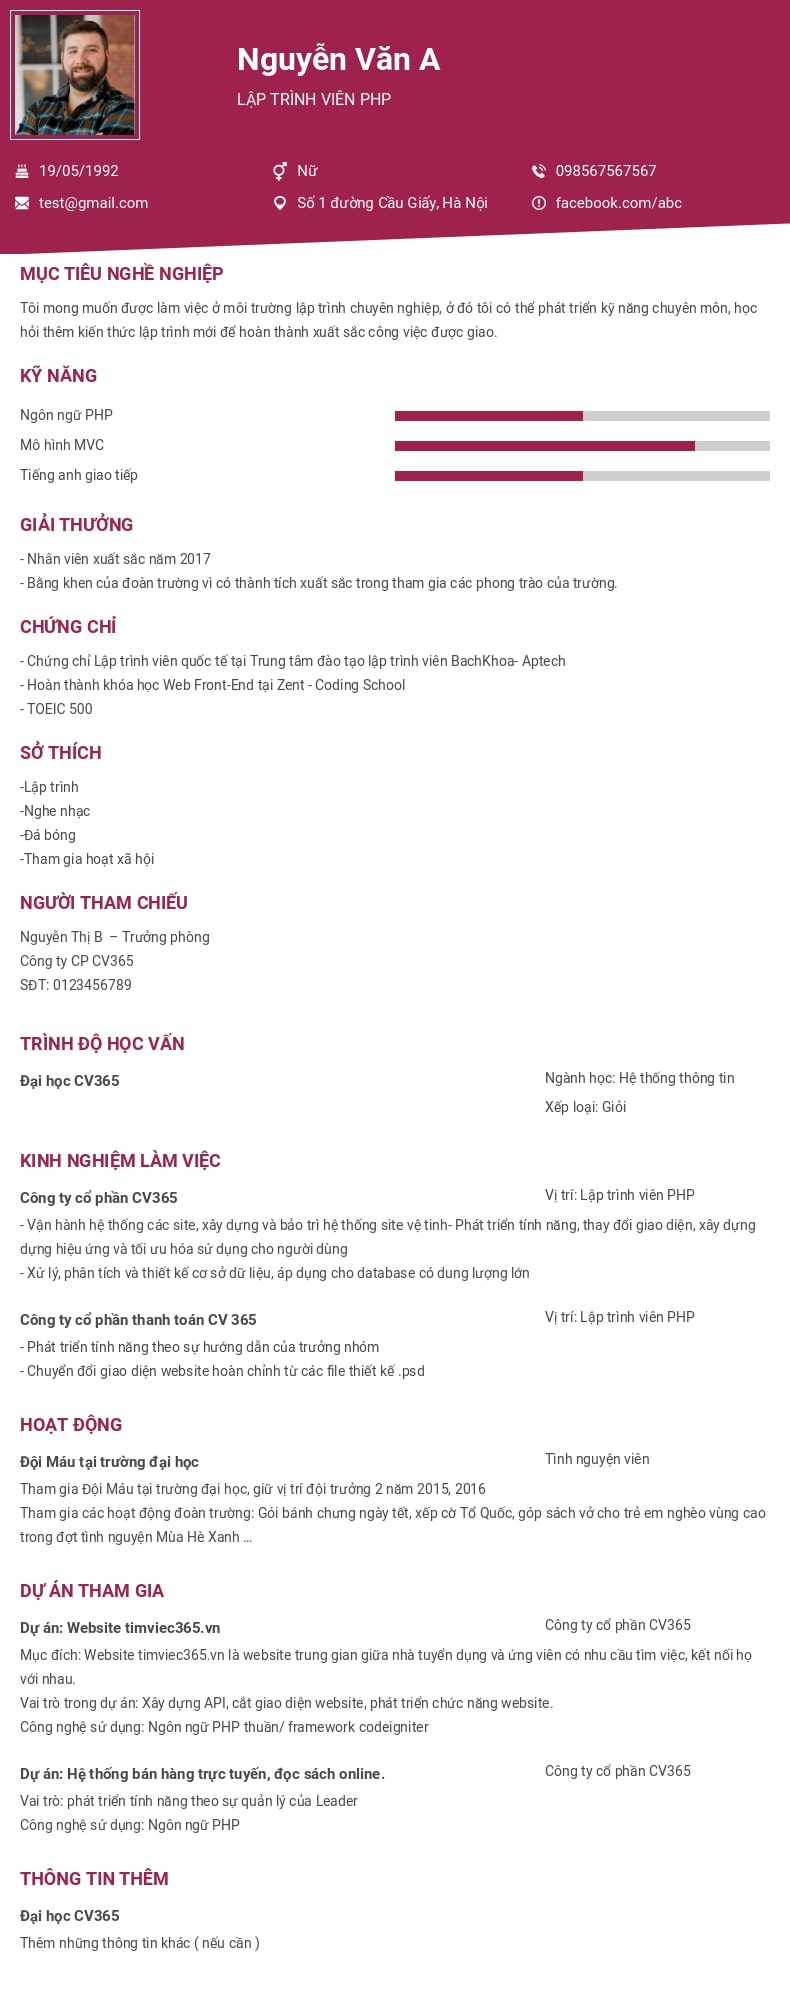 Nguyễn Văn A
LẬP TRÌNH VIÊN PHP
19/05/1992
Nữ
098567567567
test@gmail.com
Số 1 đường Cầu Giấy, Hà Nội
facebook.com/abc
MỤC TIÊU NGHỀ NGHIỆP
Tôi mong muốn được làm việc ở môi trường lập trình chuyên nghiệp, ở đó tôi có thể phát triển kỹ năng chuyên môn, học
hỏi thêm kiến thức lập trình mới để hoàn thành xuất sắc công việc được giao.
KỸ NĂNG
Ngôn ngữ PHP
Mô hình MVC
Tiếng anh giao tiếp
GIẢI THƯỞNG
- Nhân viên xuất sắc năm 2017
- Bằng khen của đoàn trường vì có thành tích xuất sắc trong tham gia các phong trào của trường.
CHỨNG CHỈ
- Chứng chỉ Lập trình viên quốc tế tại Trung tâm đào tạo lập trình viên BachKhoa- Aptech
- Hoàn thành khóa học Web Front-End tại Zent - Coding School
- TOEIC 500
SỞ THÍCH
-Lập trình
-Nghe nhạc
-Đá bóng
-Tham gia hoạt xã hội
NGƯỜI THAM CHIẾU
Nguyễn Thị B – Trưởng phòng
Công ty CP CV365
SĐT: 0123456789
TRÌNH ĐỘ HỌC VẤN
Đại học CV365
Ngành học: Hệ thống thông tin
Xếp loại: Giỏi
KINH NGHIỆM LÀM VIỆC
Công ty cổ phần CV365
Vị trí: Lập trình viên PHP
- Vận hành hệ thống các site, xây dựng và bảo trì hệ thống site vệ tinh- Phát triển tính năng, thay đổi giao diện, xây dựng
dựng hiệu ứng và tối ưu hóa sử dụng cho người dùng
- Xử lý, phân tích và thiết kế cơ sở dữ liệu, áp dụng cho database có dung lượng lớn
Công ty cổ phần thanh toán CV 365
Vị trí: Lập trình viên PHP
- Phát triển tính năng theo sự hướng dẫn của trưởng nhóm
- Chuyển đổi giao diện website hoàn chỉnh từ các file thiết kế .psd
HOẠT ĐỘNG
Đội Máu tại trường đại học
Tình nguyện viên
Tham gia Đội Máu tại trường đại học, giữ vị trí đội trưởng 2 năm 2015, 2016
Tham gia các hoạt động đoàn trường: Gói bánh chưng ngày tết, xếp cờ Tổ Quốc, góp sách vở cho trẻ em nghèo vùng cao
trong đợt tình nguyện Mùa Hè Xanh ...
DỰ ÁN THAM GIA
Dự án: Website timviec365.vn
Công ty cổ phần CV365
Mục đích: Website timviec365.vn là website trung gian giữa nhà tuyển dụng và ứng viên có nhu cầu tìm việc, kết nối họ
với nhau.
Vai trò trong dự án: Xây dựng API, cắt giao diện website, phát triển chức năng website.
Công nghệ sử dụng: Ngôn ngữ PHP thuần/ framework codeigniter
Dự án: Hệ thống bán hàng trực tuyến, đọc sách online.
Công ty cổ phần CV365
Vai trò: phát triển tính năng theo sự quản lý của Leader
Công nghệ sử dụng: Ngôn ngữ PHP
THÔNG TIN THÊM
Đại học CV365
Thêm những thông tin khác ( nếu cần )